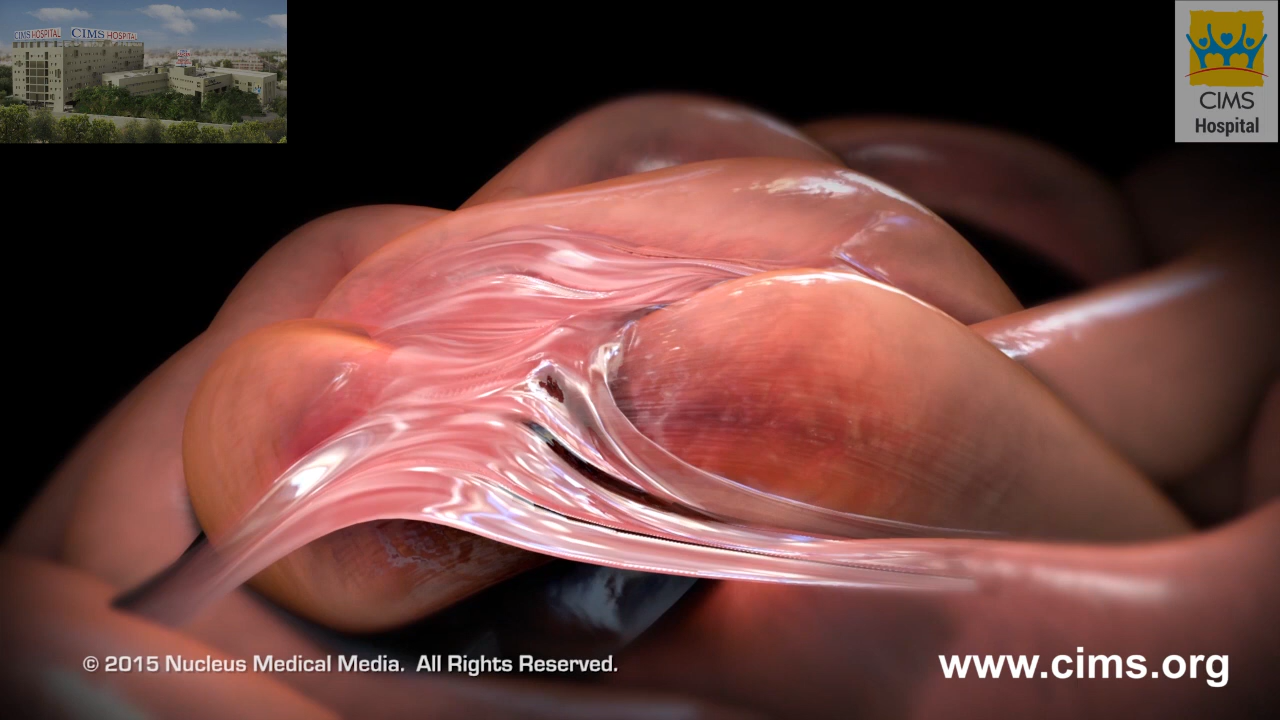 CIMS HOSPITAL CIMS HOSPITAL
CIMS
Hospital
© 2015 Nucleus Medical Media. All Rights Reserved.
www.cims.org